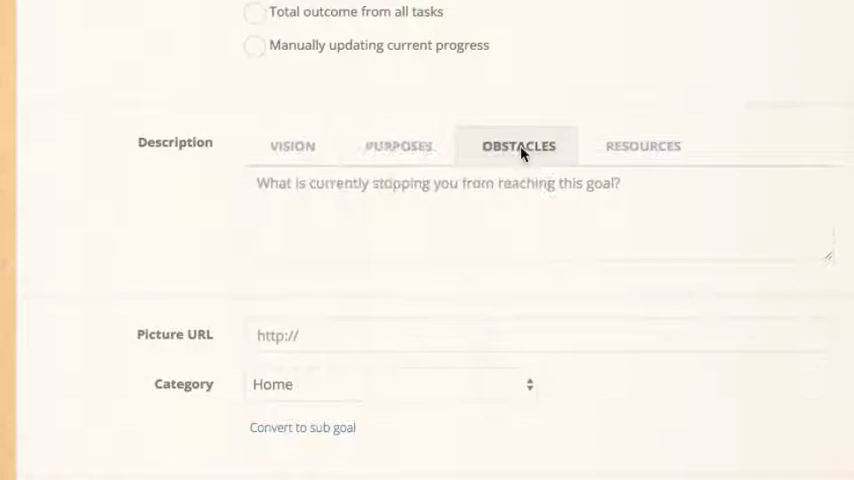 Total outcome from all tasks
Manually updating current progress
Description
VISION PURPOSES OBSTACLES RESOURCES
What is currently stopping you from reaching this goal?
Picture URL http://
Category Home
Convert to sub goal